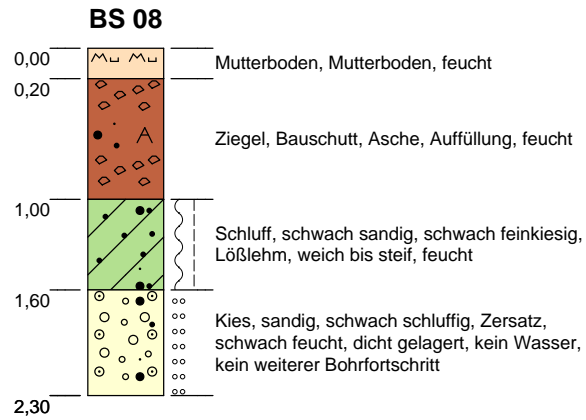 BS 08
0,00
Mutterboden, Mutterboden, feucht
0,20
Ziegel, Bauschutt, Asche, Auffüllung, feucht
A
1,00
Schluff, schwach sandig, schwach feinkiesig,
Lößlehm, weich bis steif, feucht
1,60
Kies, sandig, schwach schluffig, Zersatz,
schwach feucht, dicht gelagert, kein Wasser,
kein weiterer Bohrfortschritt
2,30